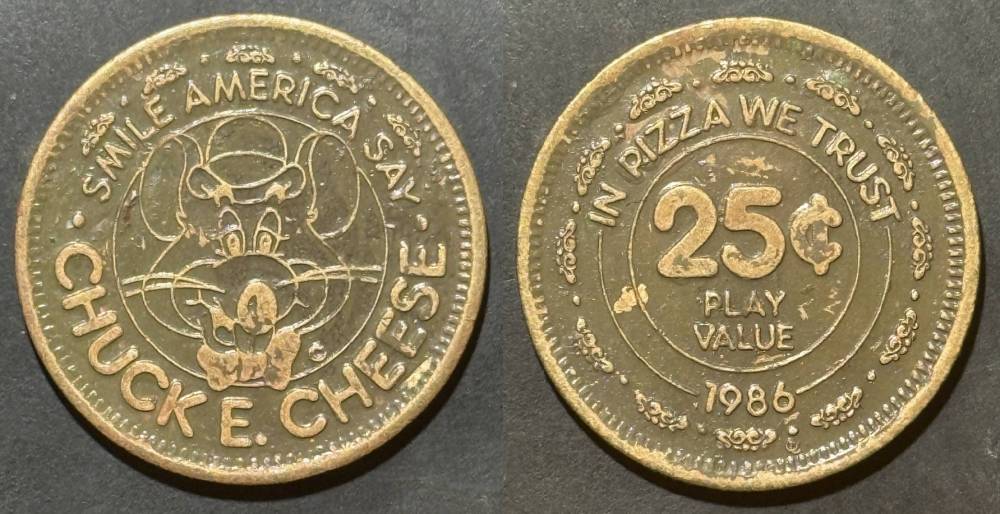 SMILE AMERICA SAY
CHUCK E. CHEESE
IN PIZZA WE TRUST
25¢
PLAY
VALUE
1986